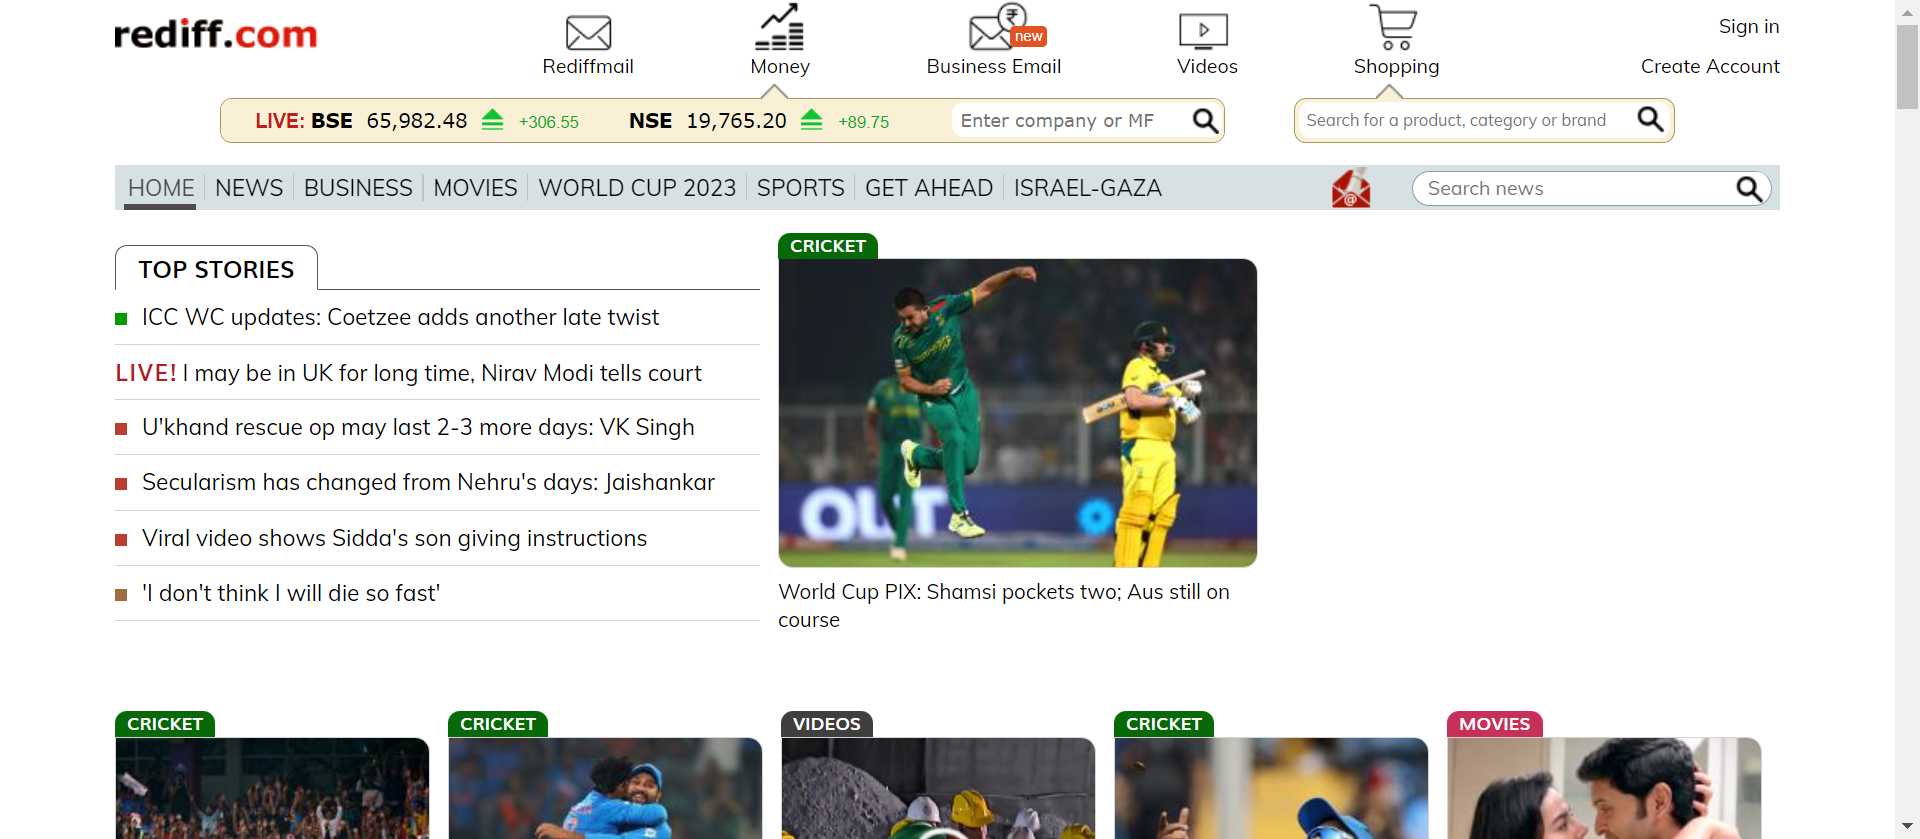 rediff.com
Rediffmail
Money
new
Business Email
Videos
Shopping
Sign in
Create Account
LIVE: BSE 65,982.48 +306.55 NSE 19,765.20 +89.75
Enter company or MF
Search for a product, category or brand
HOME NEWS BUSINESS MOVIES WORLD CUP 2023 SPORTS GET AHEAD ISRAEL-GAZA
@
Search news
TOP STORIES
ICC WC updates: Coetzee adds another late twist
LIVE! I may be in UK for long time, Nirav Modi tells court
U'khand rescue op may last 2-3 more days: VK Singh
Secularism has changed from Nehru's days: Jaishankar
Viral video shows Sidda's son giving instructions
'I don't think I will die so fast'
CRICKET
OUT
World Cup PIX: Shamsi pockets two; Aus still on
course
CRICKET
CRICKET
VIDEOS
CRICKET
MOVIES